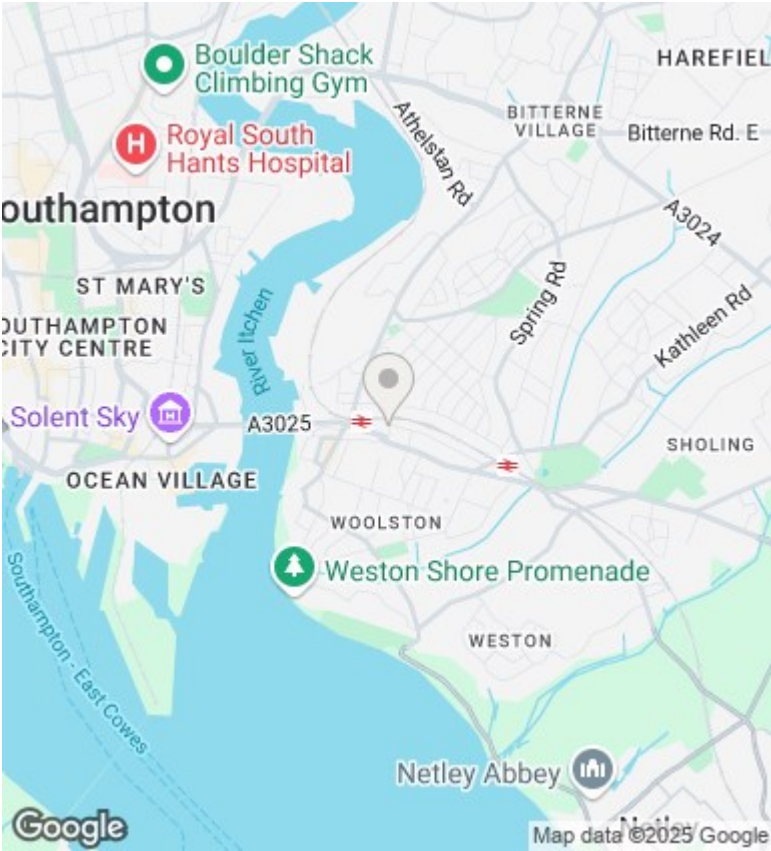 Boulder Shack
Climbing Gym
HAREFIEL
Athelstan Rd
BITTERNE
VILLAGE
Bitterne Rd. E
H
Royal South
Hants Hospital
outhampton
A3024
ST MARY'S
Spring Rd
Kathleen Rd
OUTHAMPTON
CITY CENTRE
River Itchen
Solent Sky
A3025
SHOLING
OCEAN VILLAGE
WOOLSTON
Weston Shore Promenade
Southampton - East Cowes
WESTON
Netley Abbey
Netley
Google
Map data ©2025 Google